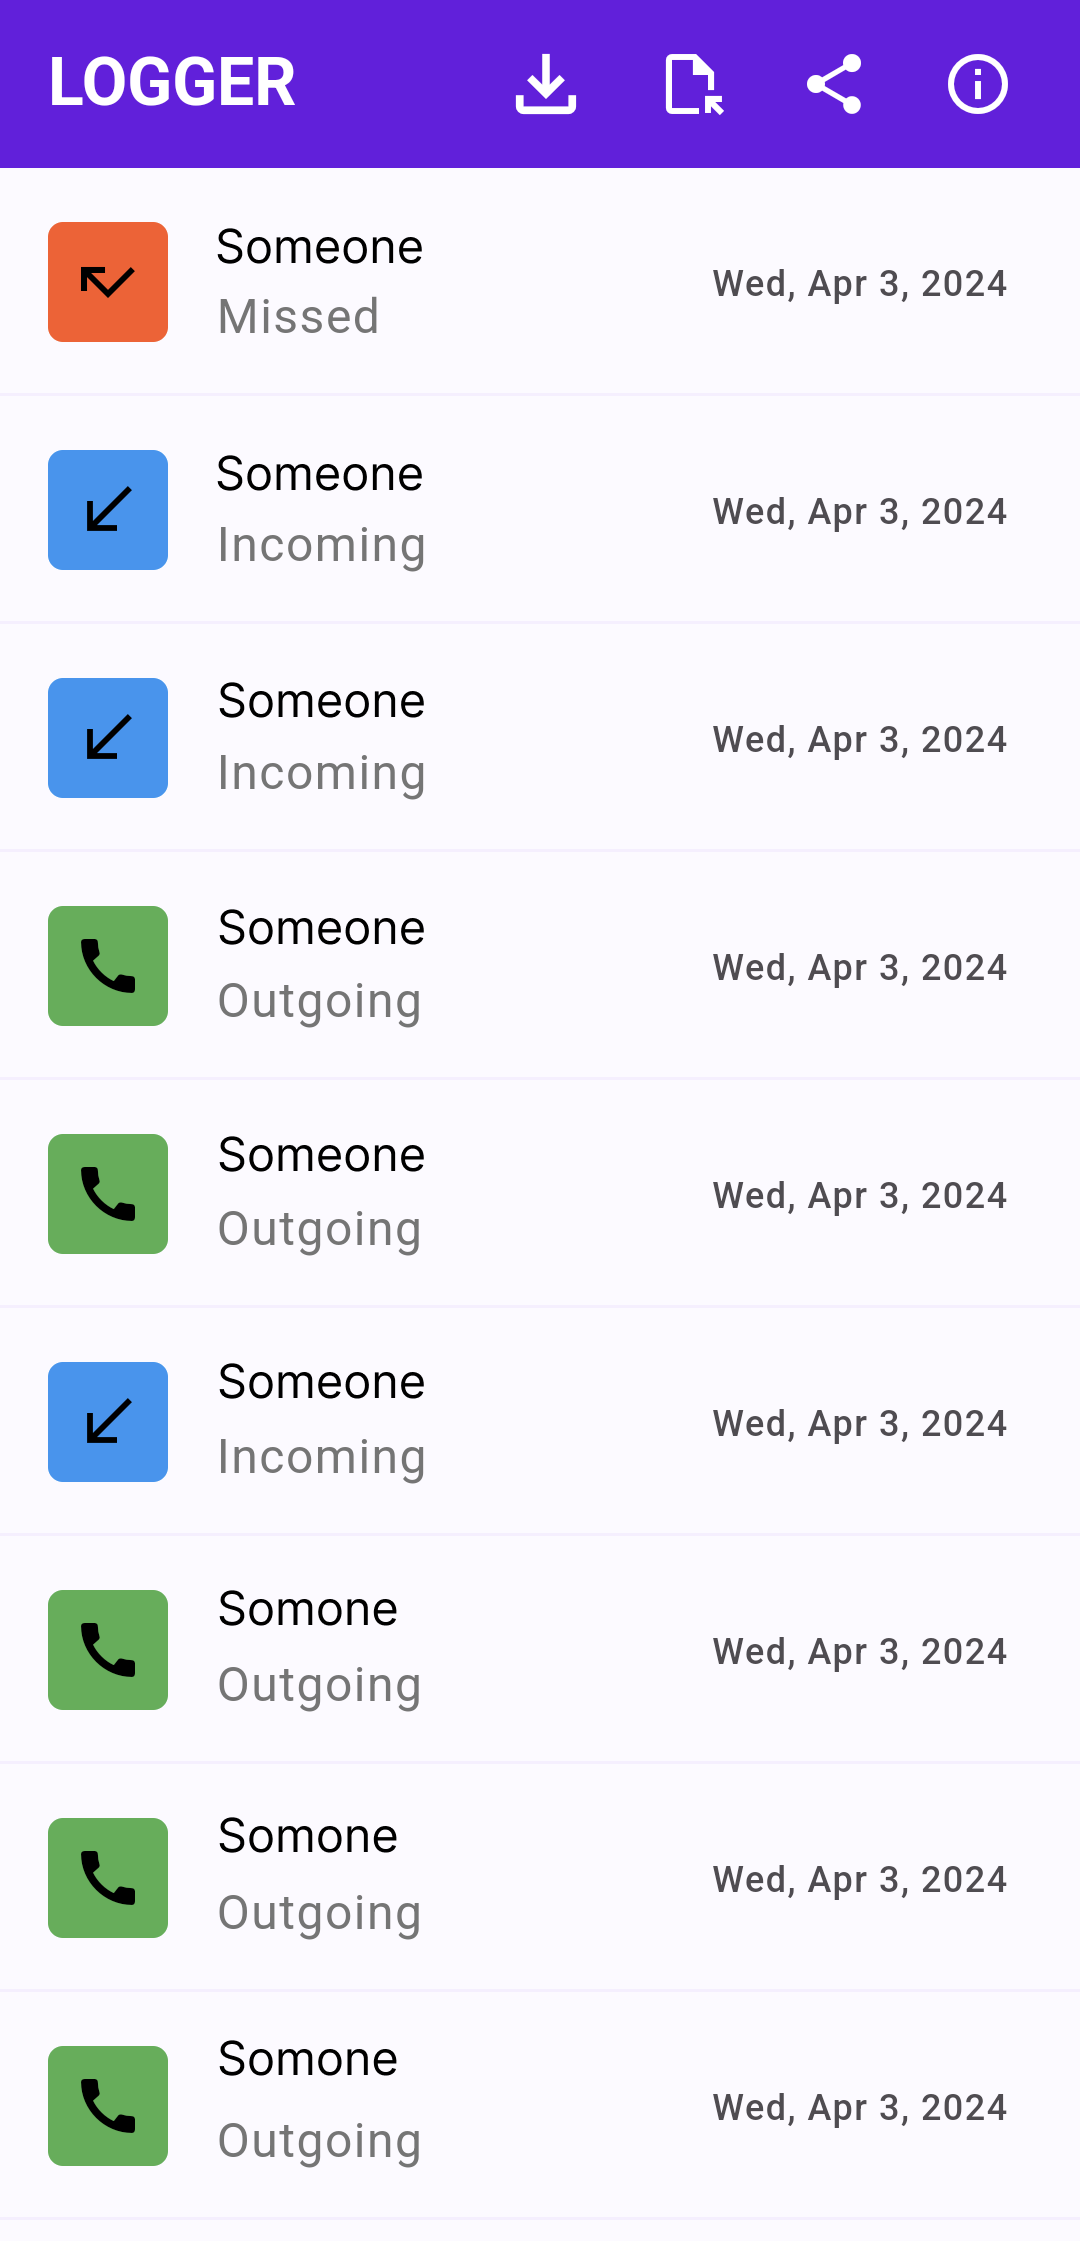 LOGGER
Someone
Missed
Wed, Apr 3, 2024
Someone
Incoming
Wed, Apr 3, 2024
Someone
Incoming
Wed, Apr 3, 2024
Someone
Outgoing
Wed, Apr 3, 2024
Someone
Outgoing
Wed, Apr 3, 2024
Someone
Incoming
Wed, Apr 3, 2024
Somone
Outgoing
Wed, Apr 3, 2024
Somone
Outgoing
Wed, Apr 3, 2024
Somone
Outgoing
Wed, Apr 3, 2024